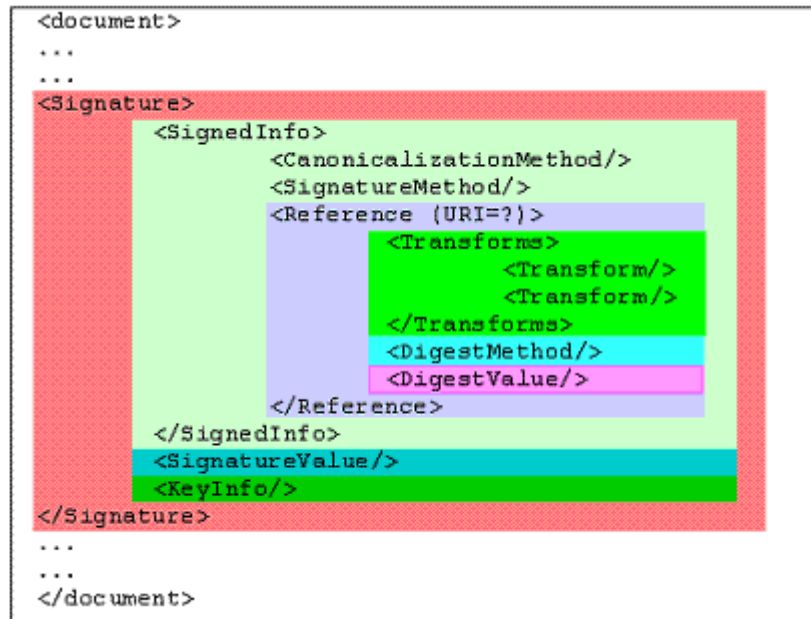 <document>
...
...
<Signature>
<SignedInfo>
<CanonicalizationMethod/>
<SignatureMethod/>
<Reference (URI=?)>
<Transforms>
<Transform/>
<Transform/>
</Transforms>
<DigestMethod/>
<DigestValue/>
</Reference>
</SignedInfo>
<SignatureValue/>
<KeyInfo/>
</Signature>
...
...
</document>